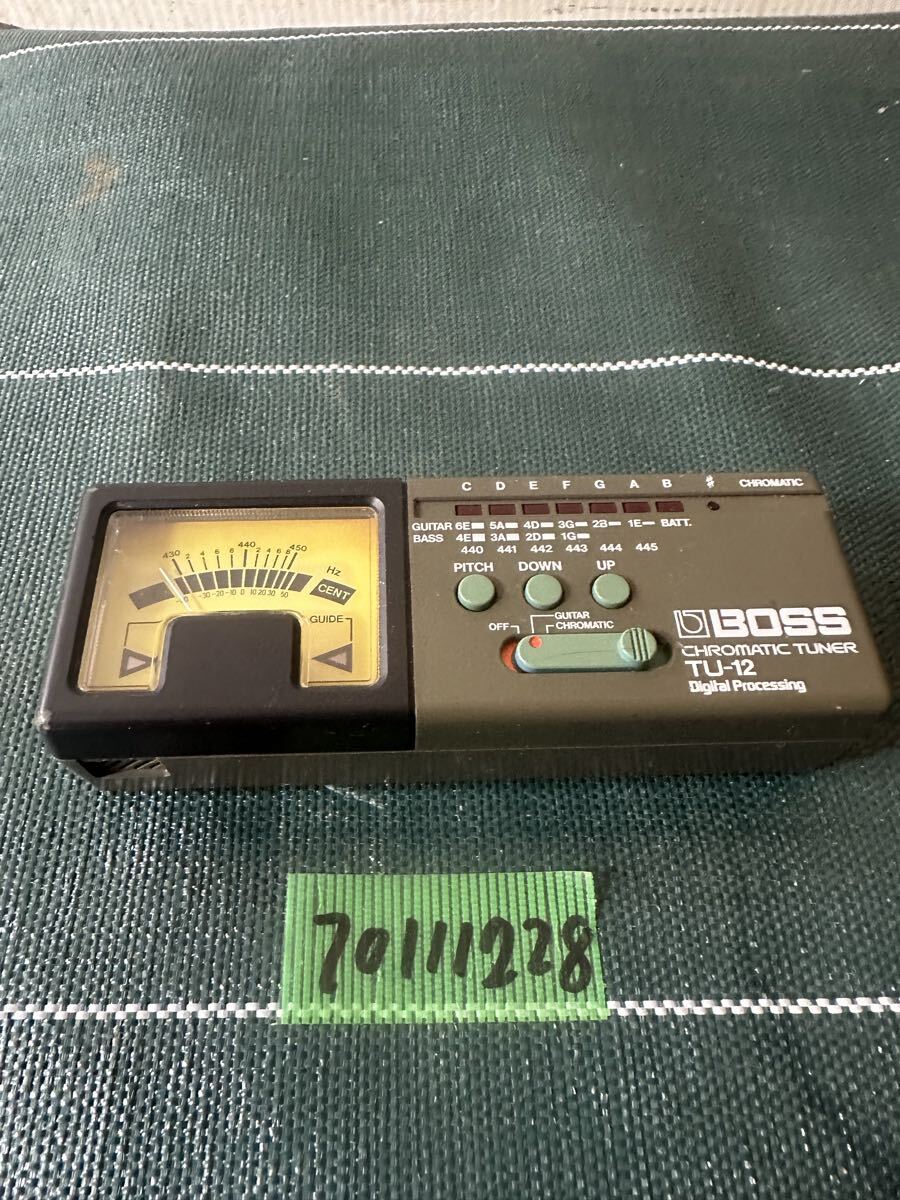 C D E F G A B ♯ CHROMATIC
GUITAR 6E 5A 4D 3G 2B 1E BATT.
BASS 4E 3A 2D 1G
440 441 442 443 444 445
PITCH DOWN UP
GUITAR
OFF CHROMATIC
BOSS
CHROMATIC TUNER
TU-12
Digital Processing
430 2 4 6 8 440 2 4 6 8 450
Hz
-30 -20 -10 0 10 20 30 50
CENT
GUIDE
70111228